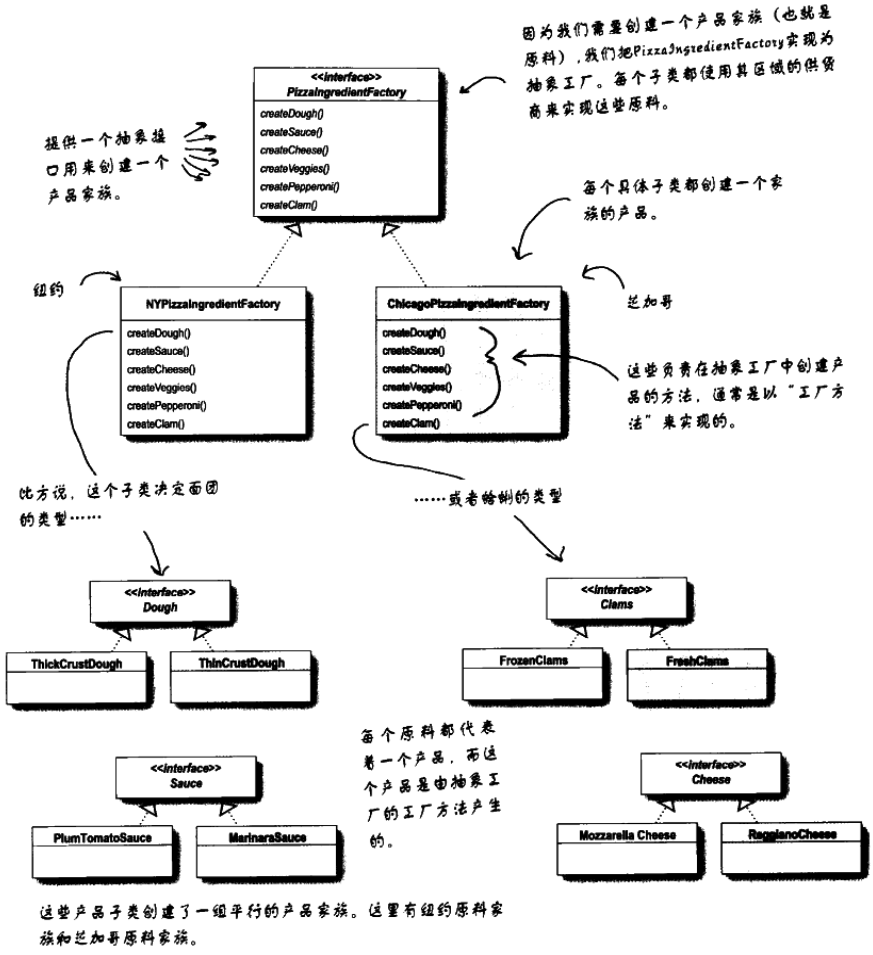 因为我们需要创建一个产品家族（也就是
原料），我们把PizzaIngredientFactory实现为
抽象工厂。每个子类都使用其区域的供货
商来实现这些原料。
<<interface>>
PizzaIngredientFactory
createDough()
createSauce()
createCheese()
createVeggies()
createPepperoni()
createClam()
提供一个抽象接
口用来创建一个
产品家族。
每个具体子类都创建一个家
族的产品。
纽约
NYPizzaIngredientFactory
createDough()
createSauce()
createCheese()
createVeggies()
createPepperoni()
createClam()
ChicagoPizzaIngredientFactory
createDough()
createSauce()
createCheese()
createVeggies()
createPepperoni()
createClam()
芝加哥
这些负责在抽象工厂中创建产
品的方法，通常是以“工厂方
法”来实现的。
比方说，这个子类决定面团
的类型……
……或者蛤蜊的类型
<<interface>>
Dough
ThickCrustDough
ThinCrustDough
<<interface>>
Clams
FrozenClams
FreshClams
每个原料都代表
着一个产品，而这
个产品是由抽象工
厂的工厂方法产生
的。
<<interface>>
Sauce
PlumTomatoSauce
MarinaraSauce
<<interface>>
Cheese
Mozzarella Cheese
ReggianoCheese
这些产品子类创建了一组平行的产品家族。这里有纽约原料家
族和芝加哥原料家族。